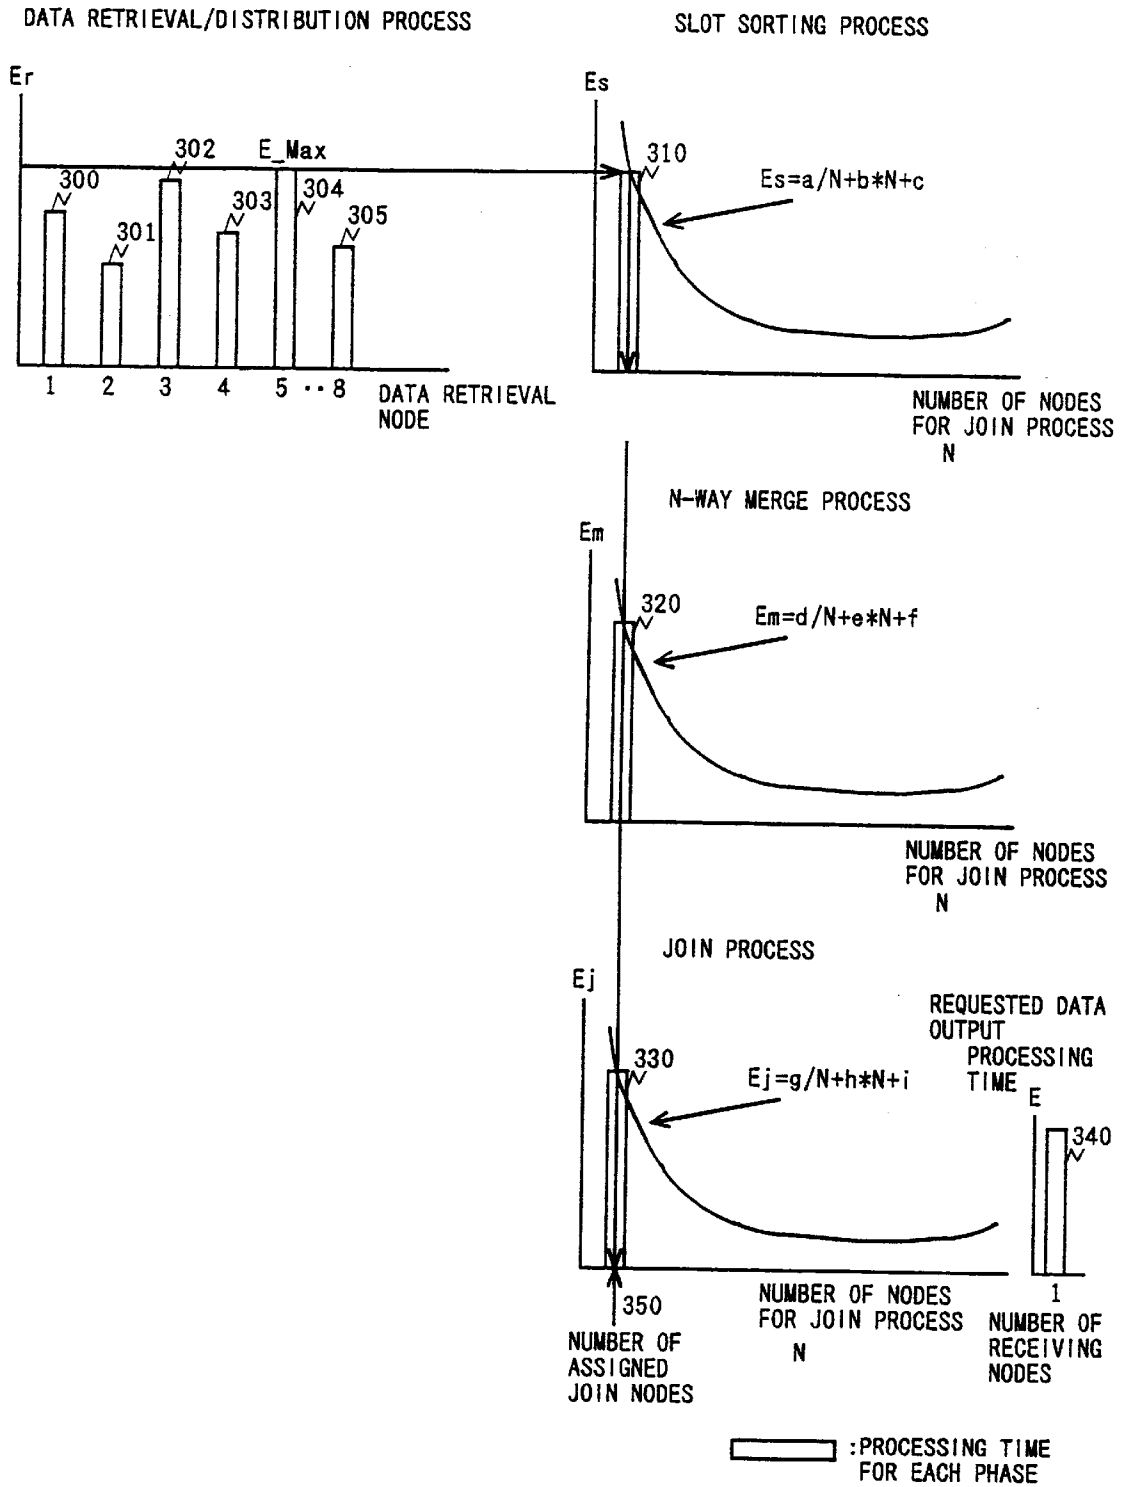 DATA RETRIEVAL/DISTRIBUTION PROCESS
SLOT SORTING PROCESS
Er
Es
302
E_Max
310
300
Es=a/N+b*N+c
303
304
301
305
1 2 3 4 5 ‥ 8
DATA RETRIEVAL
NODE
NUMBER OF NODES
FOR JOIN PROCESS
N
N-WAY MERGE PROCESS
Em
320
Em=d/N+e*N+f
NUMBER OF NODES
FOR JOIN PROCESS
N
JOIN PROCESS
Ej
REQUESTED DATA
OUTPUT
PROCESSING
TIME
330
Ej=g/N+h*N+i
E
340
350
NUMBER OF
ASSIGNED
JOIN NODES
NUMBER OF NODES
FOR JOIN PROCESS
N
1
NUMBER OF
RECEIVING
NODES
:PROCESSING TIME
FOR EACH PHASE